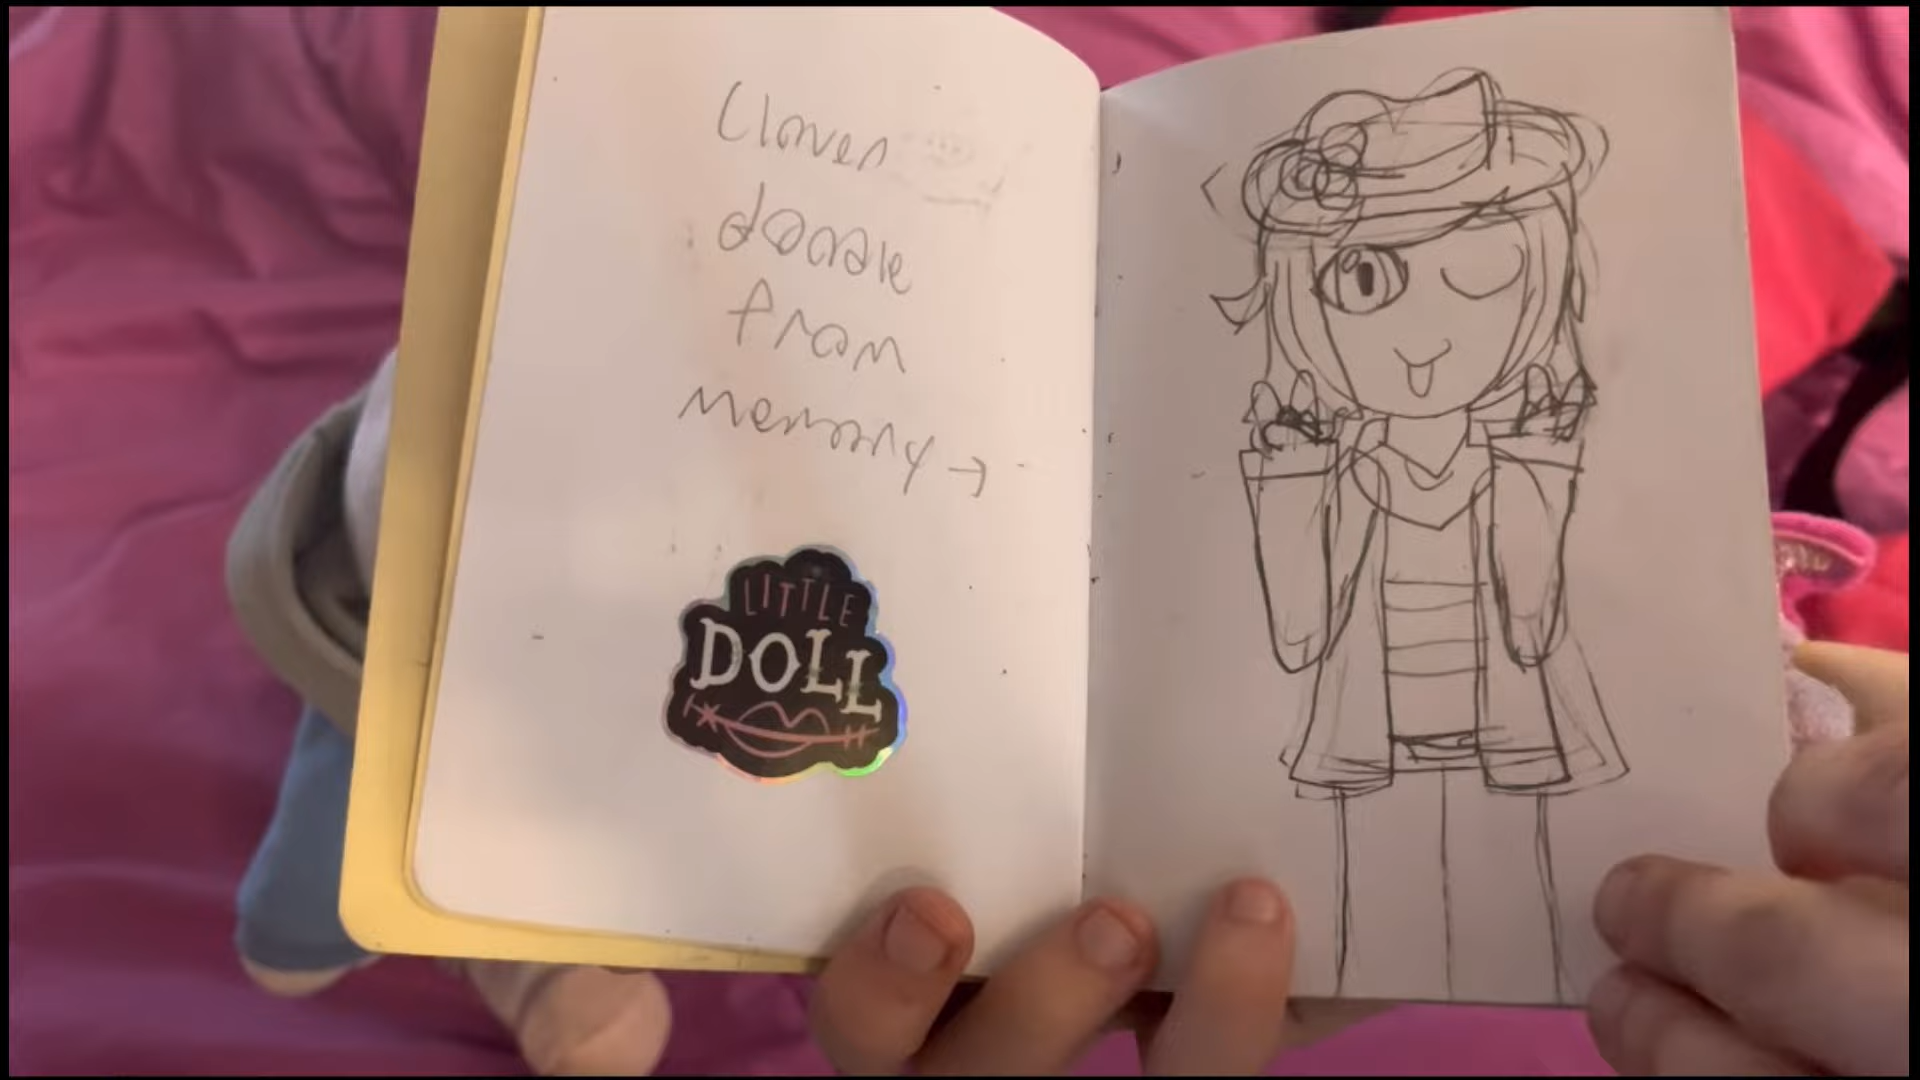 Clover
doodle
from
memory →
LITTLE
DOLL